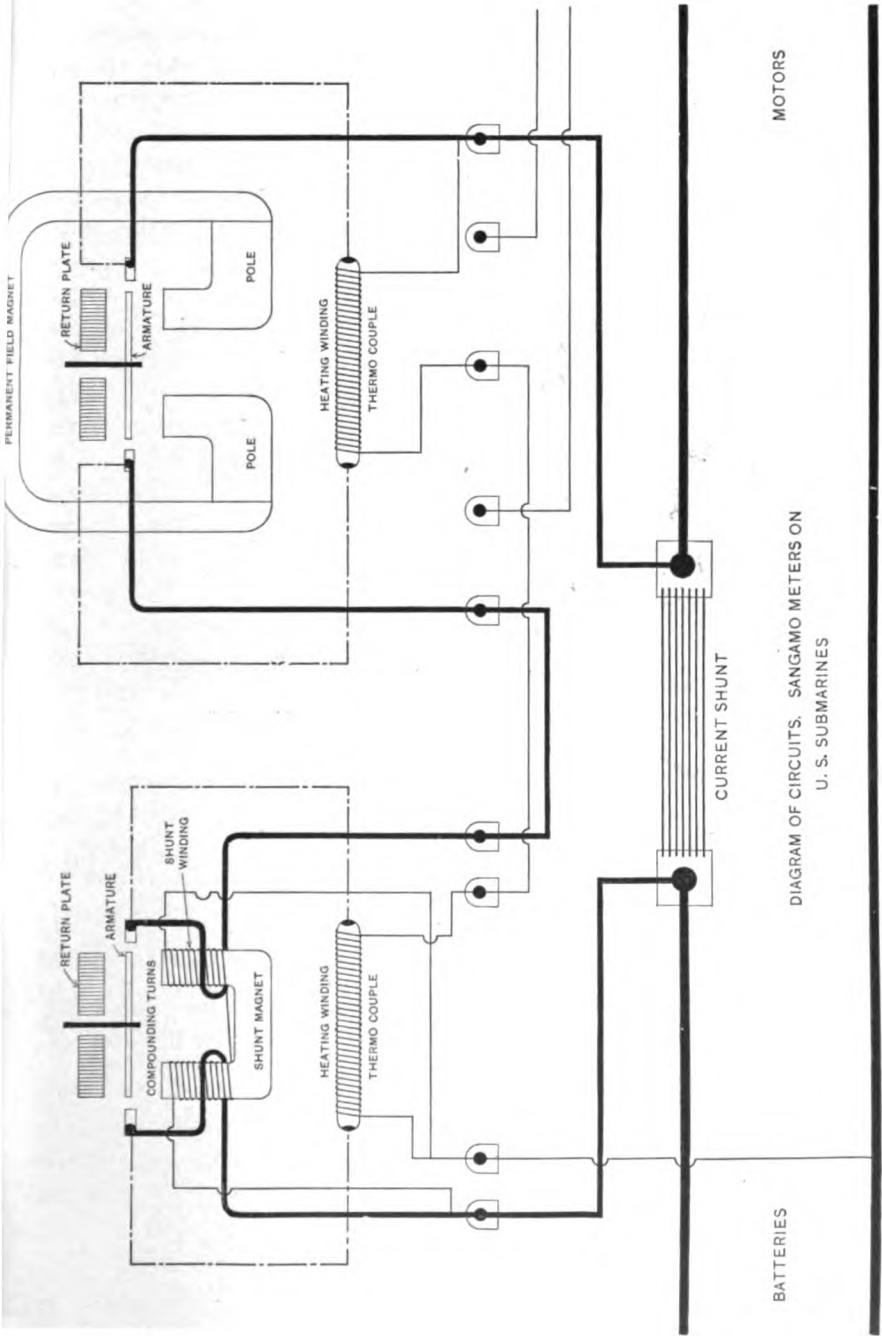 PERMANENT FIELD MAGNET
RETURN PLATE
ARMATURE
POLE
POLE
HEATING WINDING
THERMO COUPLE
RETURN PLATE
ARMATURE
COMPOUNDING TURNS
SHUNT
WINDING
SHUNT MAGNET
HEATING WINDING
THERMO COUPLE
CURRENT SHUNT
BATTERIES
MOTORS
DIAGRAM OF CIRCUITS. SANGAMO METERS ON
U. S. SUBMARINES